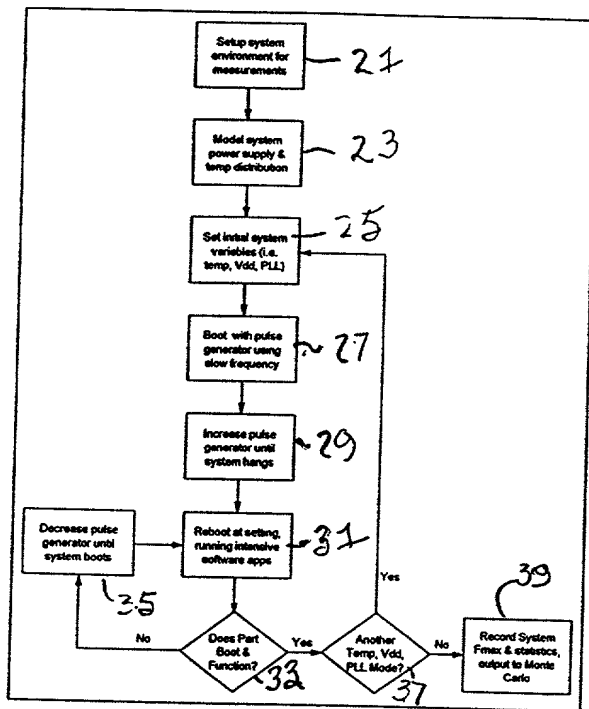 Setup system
environment for
measurements
21
Model system
power supply &
temp distribution
23
Set initial system
variables (i.e.
temp, Vdd, PLL)
25
Boot with pulse
generator using
slow frequency
27
Increase pulse
generator until
system hangs
29
Decrease pulse
generator until
system boots
35
Reboot at setting,
running intensive
software apps
31
Yes
39
No
Does Part
Boot &
Function?
33
Yes
Another
Temp, Vdd,
PLL Mode?
37
No
Record System
Fmax & statistics,
output to Monte
Carlo